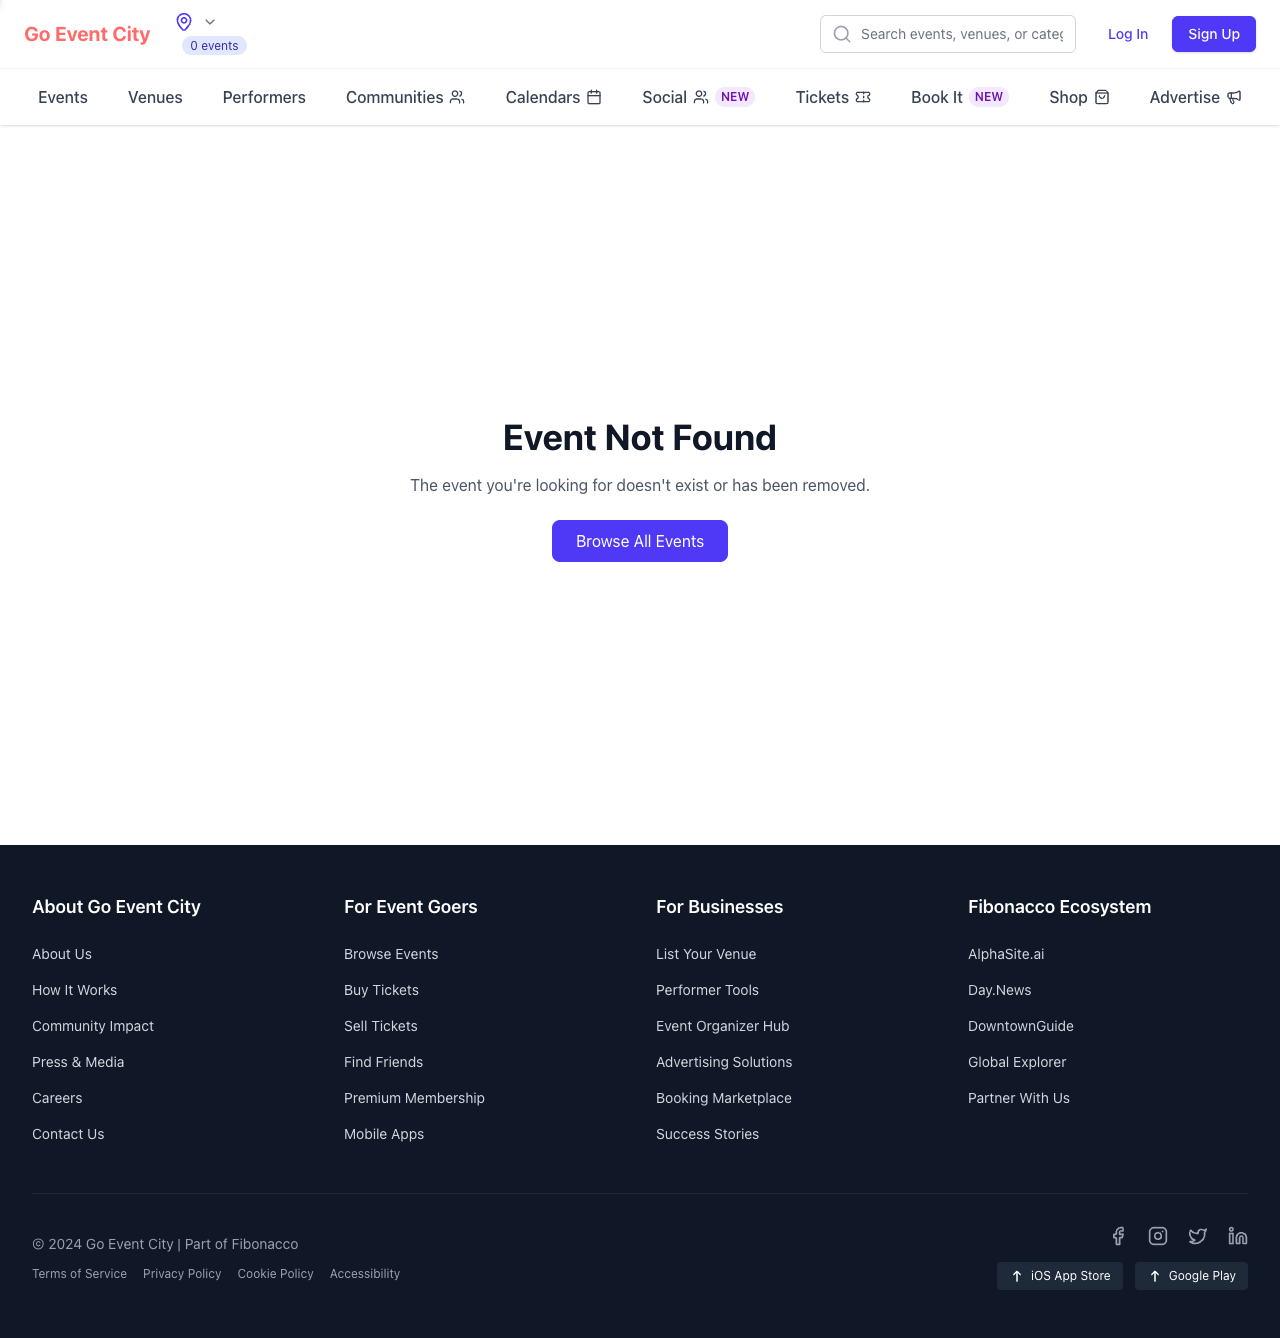 Go Event City
0 events
Search events, venues, or categ
Log In
Sign Up
Events
Venues
Performers
Communities
Calendars
Social NEW
Tickets
Book It NEW
Shop
Advertise
Event Not Found
The event you're looking for doesn't exist or has been removed.
Browse All Events
About Go Event City
About Us
How It Works
Community Impact
Press & Media
Careers
Contact Us
For Event Goers
Browse Events
Buy Tickets
Sell Tickets
Find Friends
Premium Membership
Mobile Apps
For Businesses
List Your Venue
Performer Tools
Event Organizer Hub
Advertising Solutions
Booking Marketplace
Success Stories
Fibonacco Ecosystem
AlphaSite.ai
Day.News
DowntownGuide
Global Explorer
Partner With Us
© 2024 Go Event City | Part of Fibonacco
Terms of Service
Privacy Policy
Cookie Policy
Accessibility
iOS App Store
Google Play